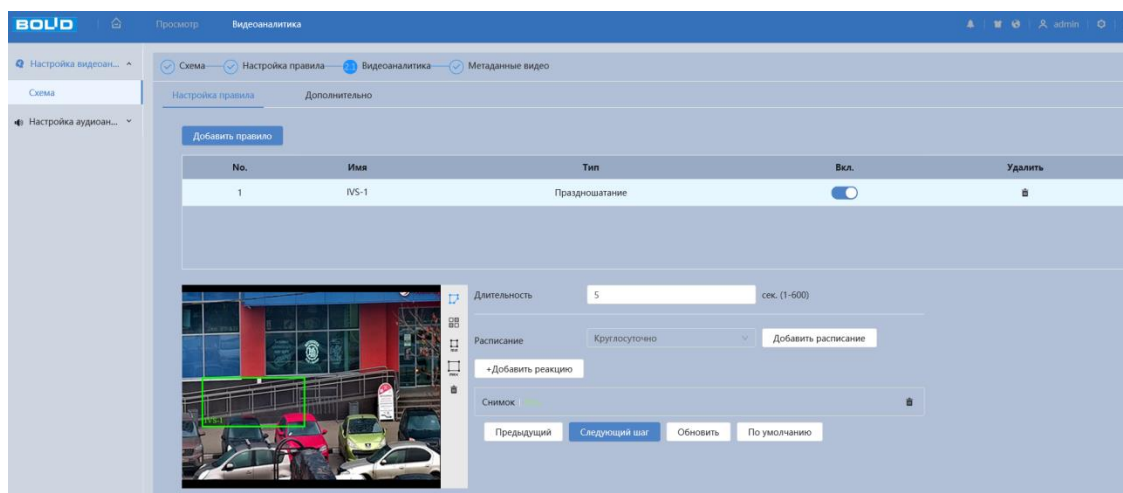 BOLID Просмотр Видеоаналитика admin
Настройка видеоан... Схема Настройка правила 2.1 Видеоаналитика Метаданные видео
Схема Настройка правила Дополнительно
Настройка аудиоан...
Добавить правило
No. Имя Тип Вкл. Удалить
1 IVS-1 Праздношатание
Длительность 5 сек. (1-600)
Расписание Круглосуточно Добавить расписание
+Добавить реакцию
Снимок
IVS-1
Предыдущий Следующий шаг Обновить По умолчанию